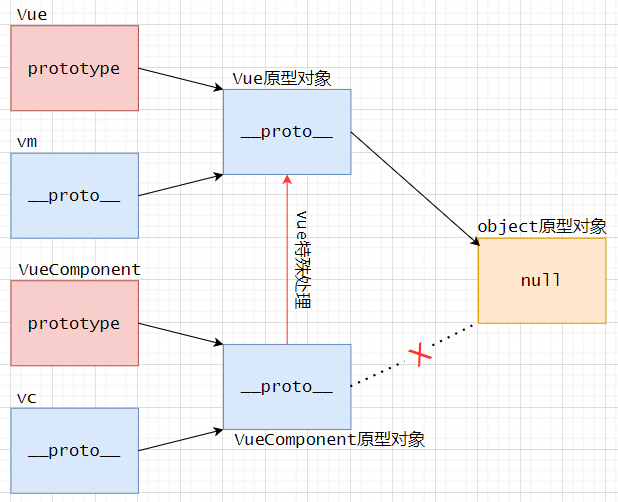 Vue
prototype
Vue原型对象
__proto__
vm
__proto__
vue特殊处理
object原型对象
null
VueComponent
prototype
__proto__
VueComponent原型对象
vc
__proto__